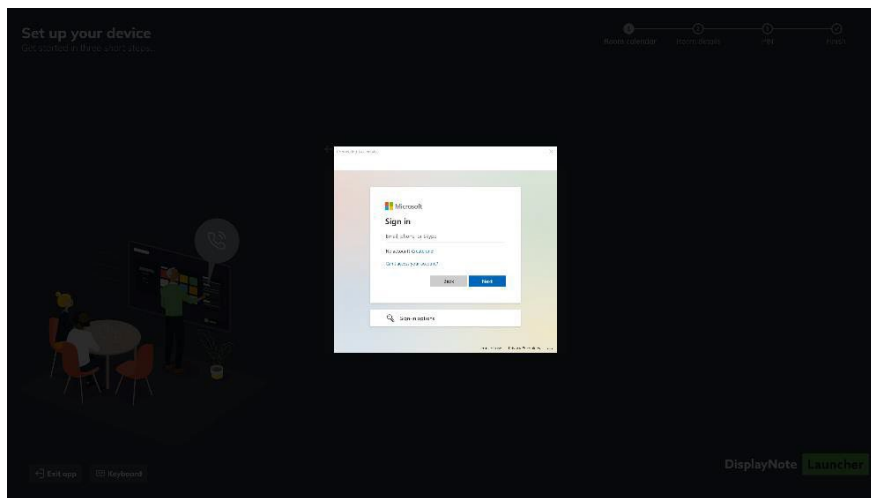 Set up your device
Get started in three short steps.
Room calendar
Room details
PIN
Finish
Microsoft
Sign in
Email, phone, or Skype
No account? Create one!
Can't access your account?
Back
Next
Sign-in options
Exit app
Keyboard
DisplayNote Launcher